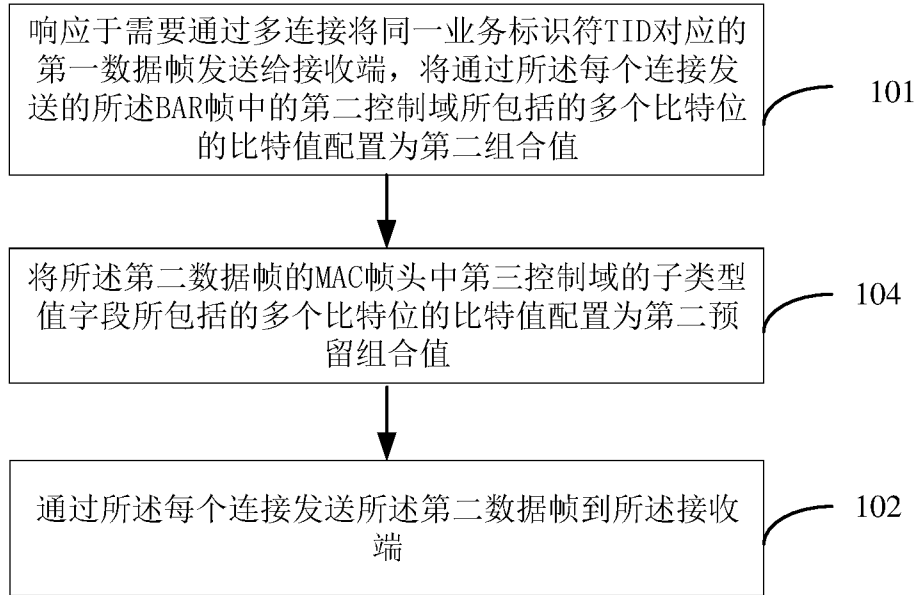 响应于需要通过多连接将同一业务标识符TID对应的
第一数据帧发送给接收端，将通过所述每个连接发
送的所述BAR帧中的第二控制域所包括的多个比特位
的比特值配置为第二组合值
101
将所述第二数据帧的MAC帧头中第三控制域的子类型
值字段所包括的多个比特位的比特值配置为第二预
留组合值
104
通过所述每个连接发送所述第二数据帧到所述接收
端
102